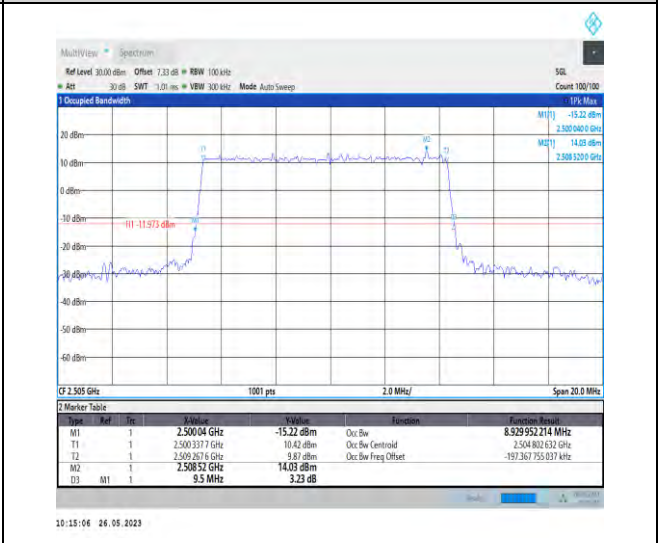 MultiView Spectrum
Ref Level 30.00 dBm Offset 7.33 dB RBW 100 kHz SGL
Att 30 dB SWT 1.01 ms VBW 300 kHz Mode Auto Sweep Count 100/100
1 Occupied Bandwidth 1Pk Max
M1[1] -15.22 dBm
2.500 040 0 GHz
M2[1] 14.03 dBm
2.508 520 0 GHz
20 dBm
10 dBm
0 dBm
-10 dBm
H1 -11.973 dBm
-20 dBm
-30 dBm
-40 dBm
-50 dBm
-60 dBm
T1
M2
T2
CF 2.505 GHz 1001 pts 2.0 MHz/ Span 20.0 MHz
2 Marker Table
Type Ref Trc X-Value Y-Value Function Function Result
M1 1 2.50004 GHz -15.22 dBm Occ Bw 8.929 952 214 MHz
T1 1 2.500 337 7 GHz 10.42 dBm Occ Bw Centroid 2.504 802 632 GHz
T2 1 2.509 267 6 GHz 9.87 dBm Occ Bw Freq Offset -197.367 755 037 kHz
M2 1 2.508 52 GHz 14.03 dBm
D3 M1 1 9.5 MHz 3.23 dB
10:15:06 26.05.2023